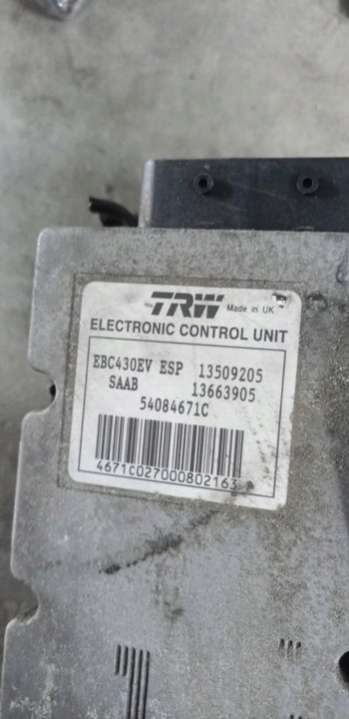 TRW Made in UK
ELECTRONIC CONTROL UNIT
EBC430EV ESP 13509205
SAAB 13663905
54084671C
4671C027000802163